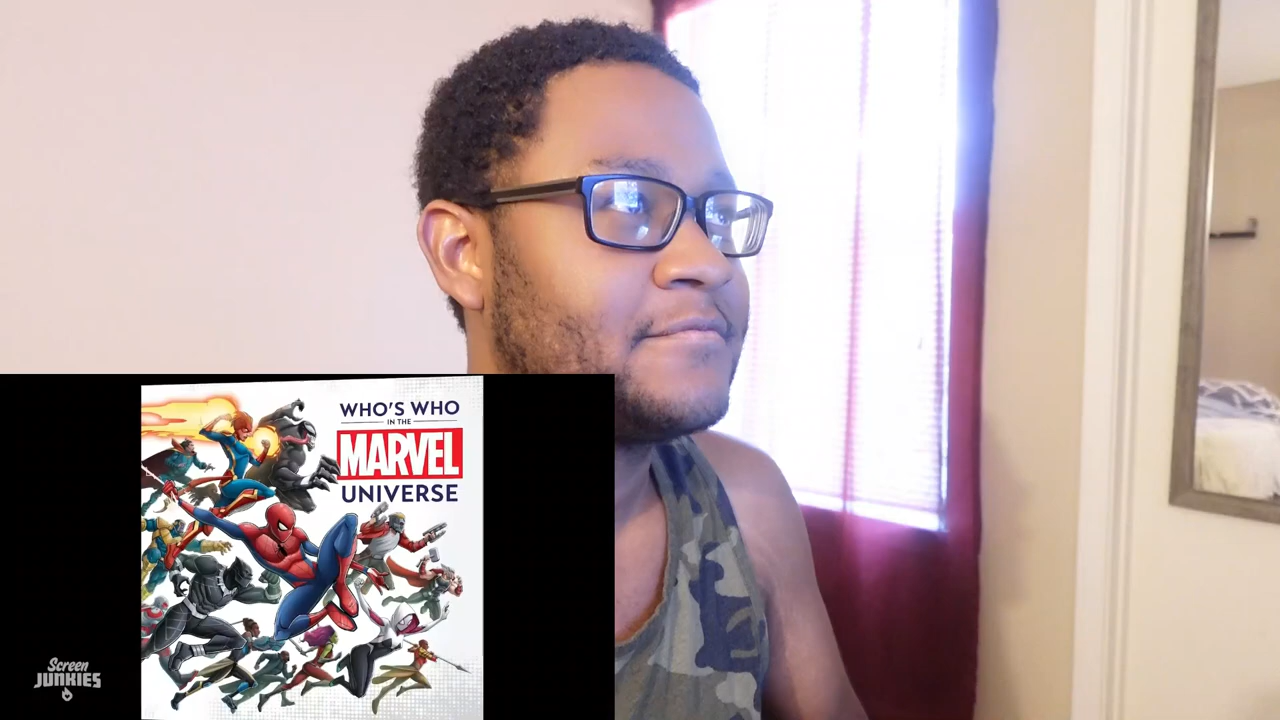 WHO'S WHO
IN THE
MARVEL
UNIVERSE
Screen
JUNKIES